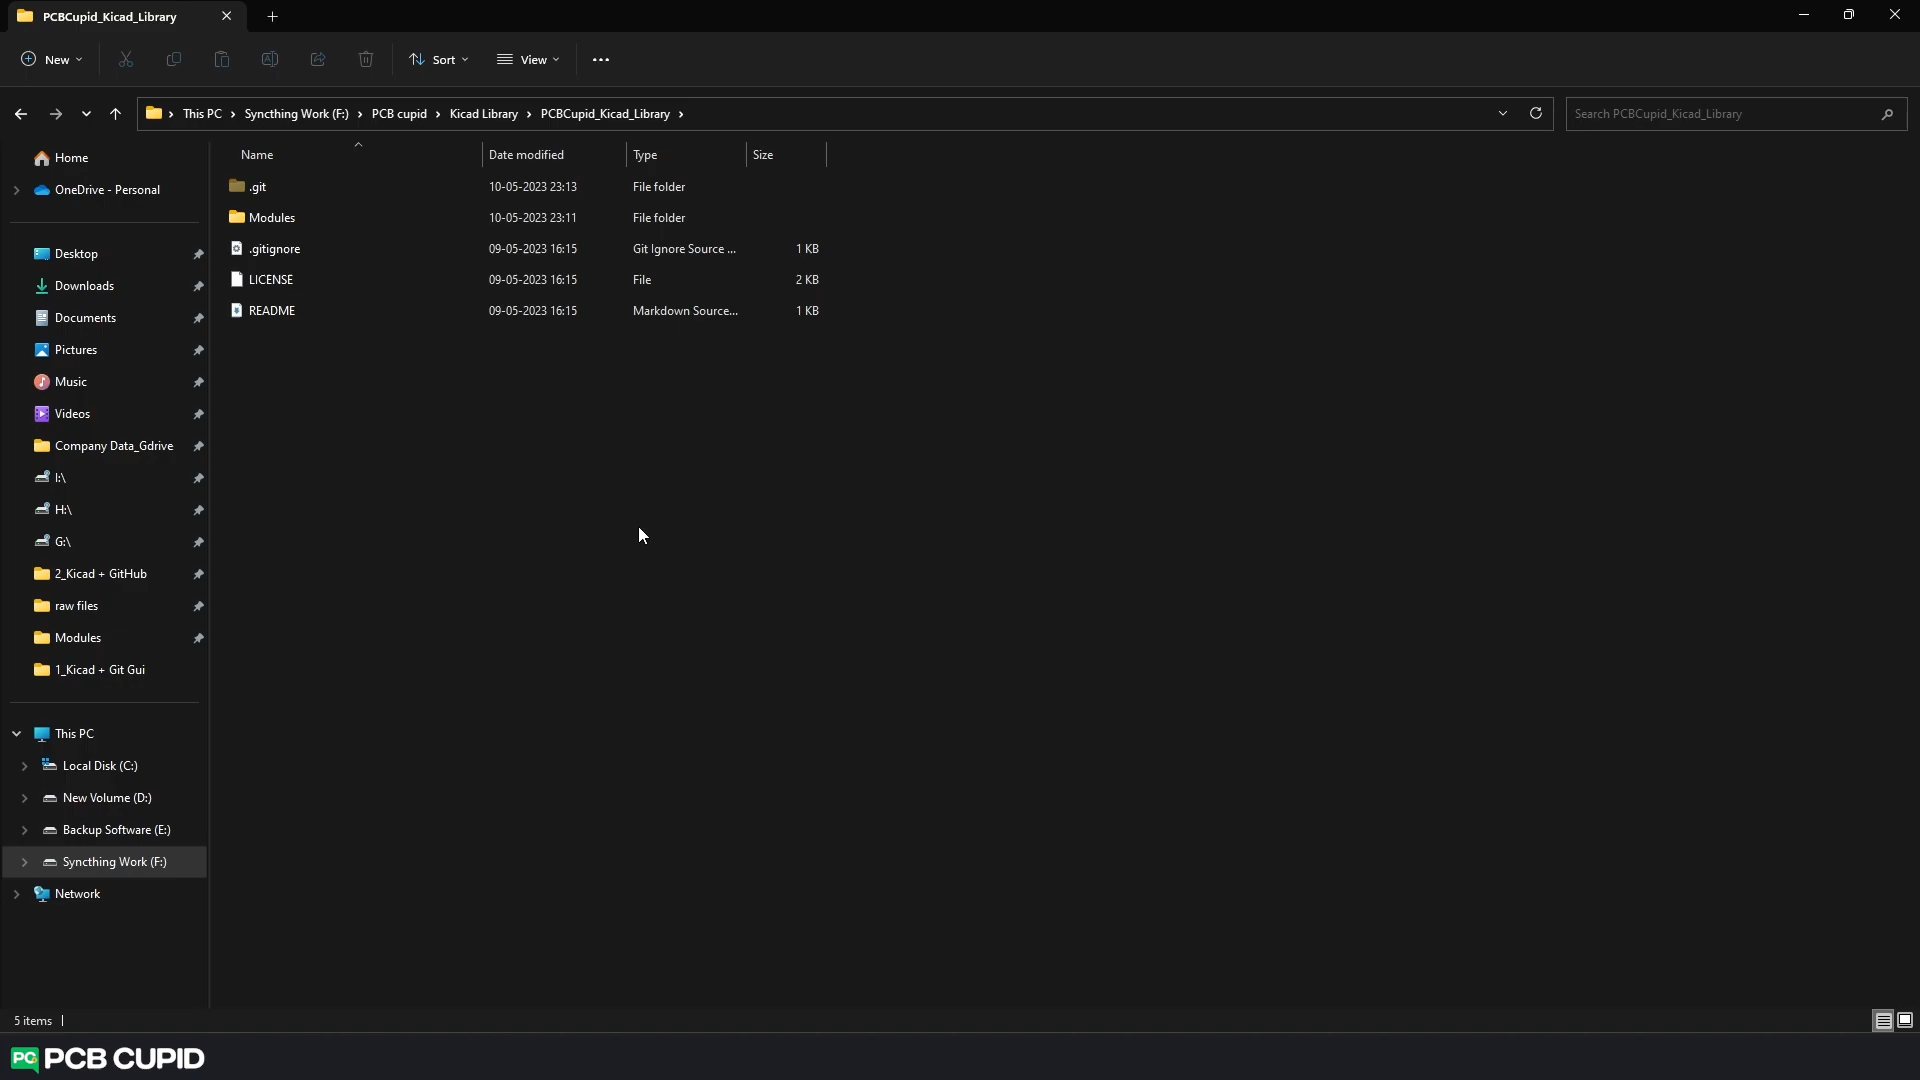 PCBCupid_Kicad_Library
New
Sort
View
This PC › Syncthing Work (F:) › PCB cupid › Kicad Library › PCBCupid_Kicad_Library ›
Search PCBCupid_Kicad_Library
Name Date modified Type Size
.git 10-05-2023 23:13 File folder
Modules 10-05-2023 23:11 File folder
.gitignore 09-05-2023 16:15 Git Ignore Source ... 1 KB
LICENSE 09-05-2023 16:15 File 2 KB
README 09-05-2023 16:15 Markdown Source... 1 KB
Home
OneDrive - Personal
Desktop
Downloads
Documents
Pictures
Music
Videos
Company Data_Gdrive
I:\
H:\
G:\
2_Kicad + GitHub
raw files
Modules
1_Kicad + Git Gui
This PC
Local Disk (C:)
New Volume (D:)
Backup Software (E:)
Syncthing Work (F:)
Network
5 items
PC PCB CUPID